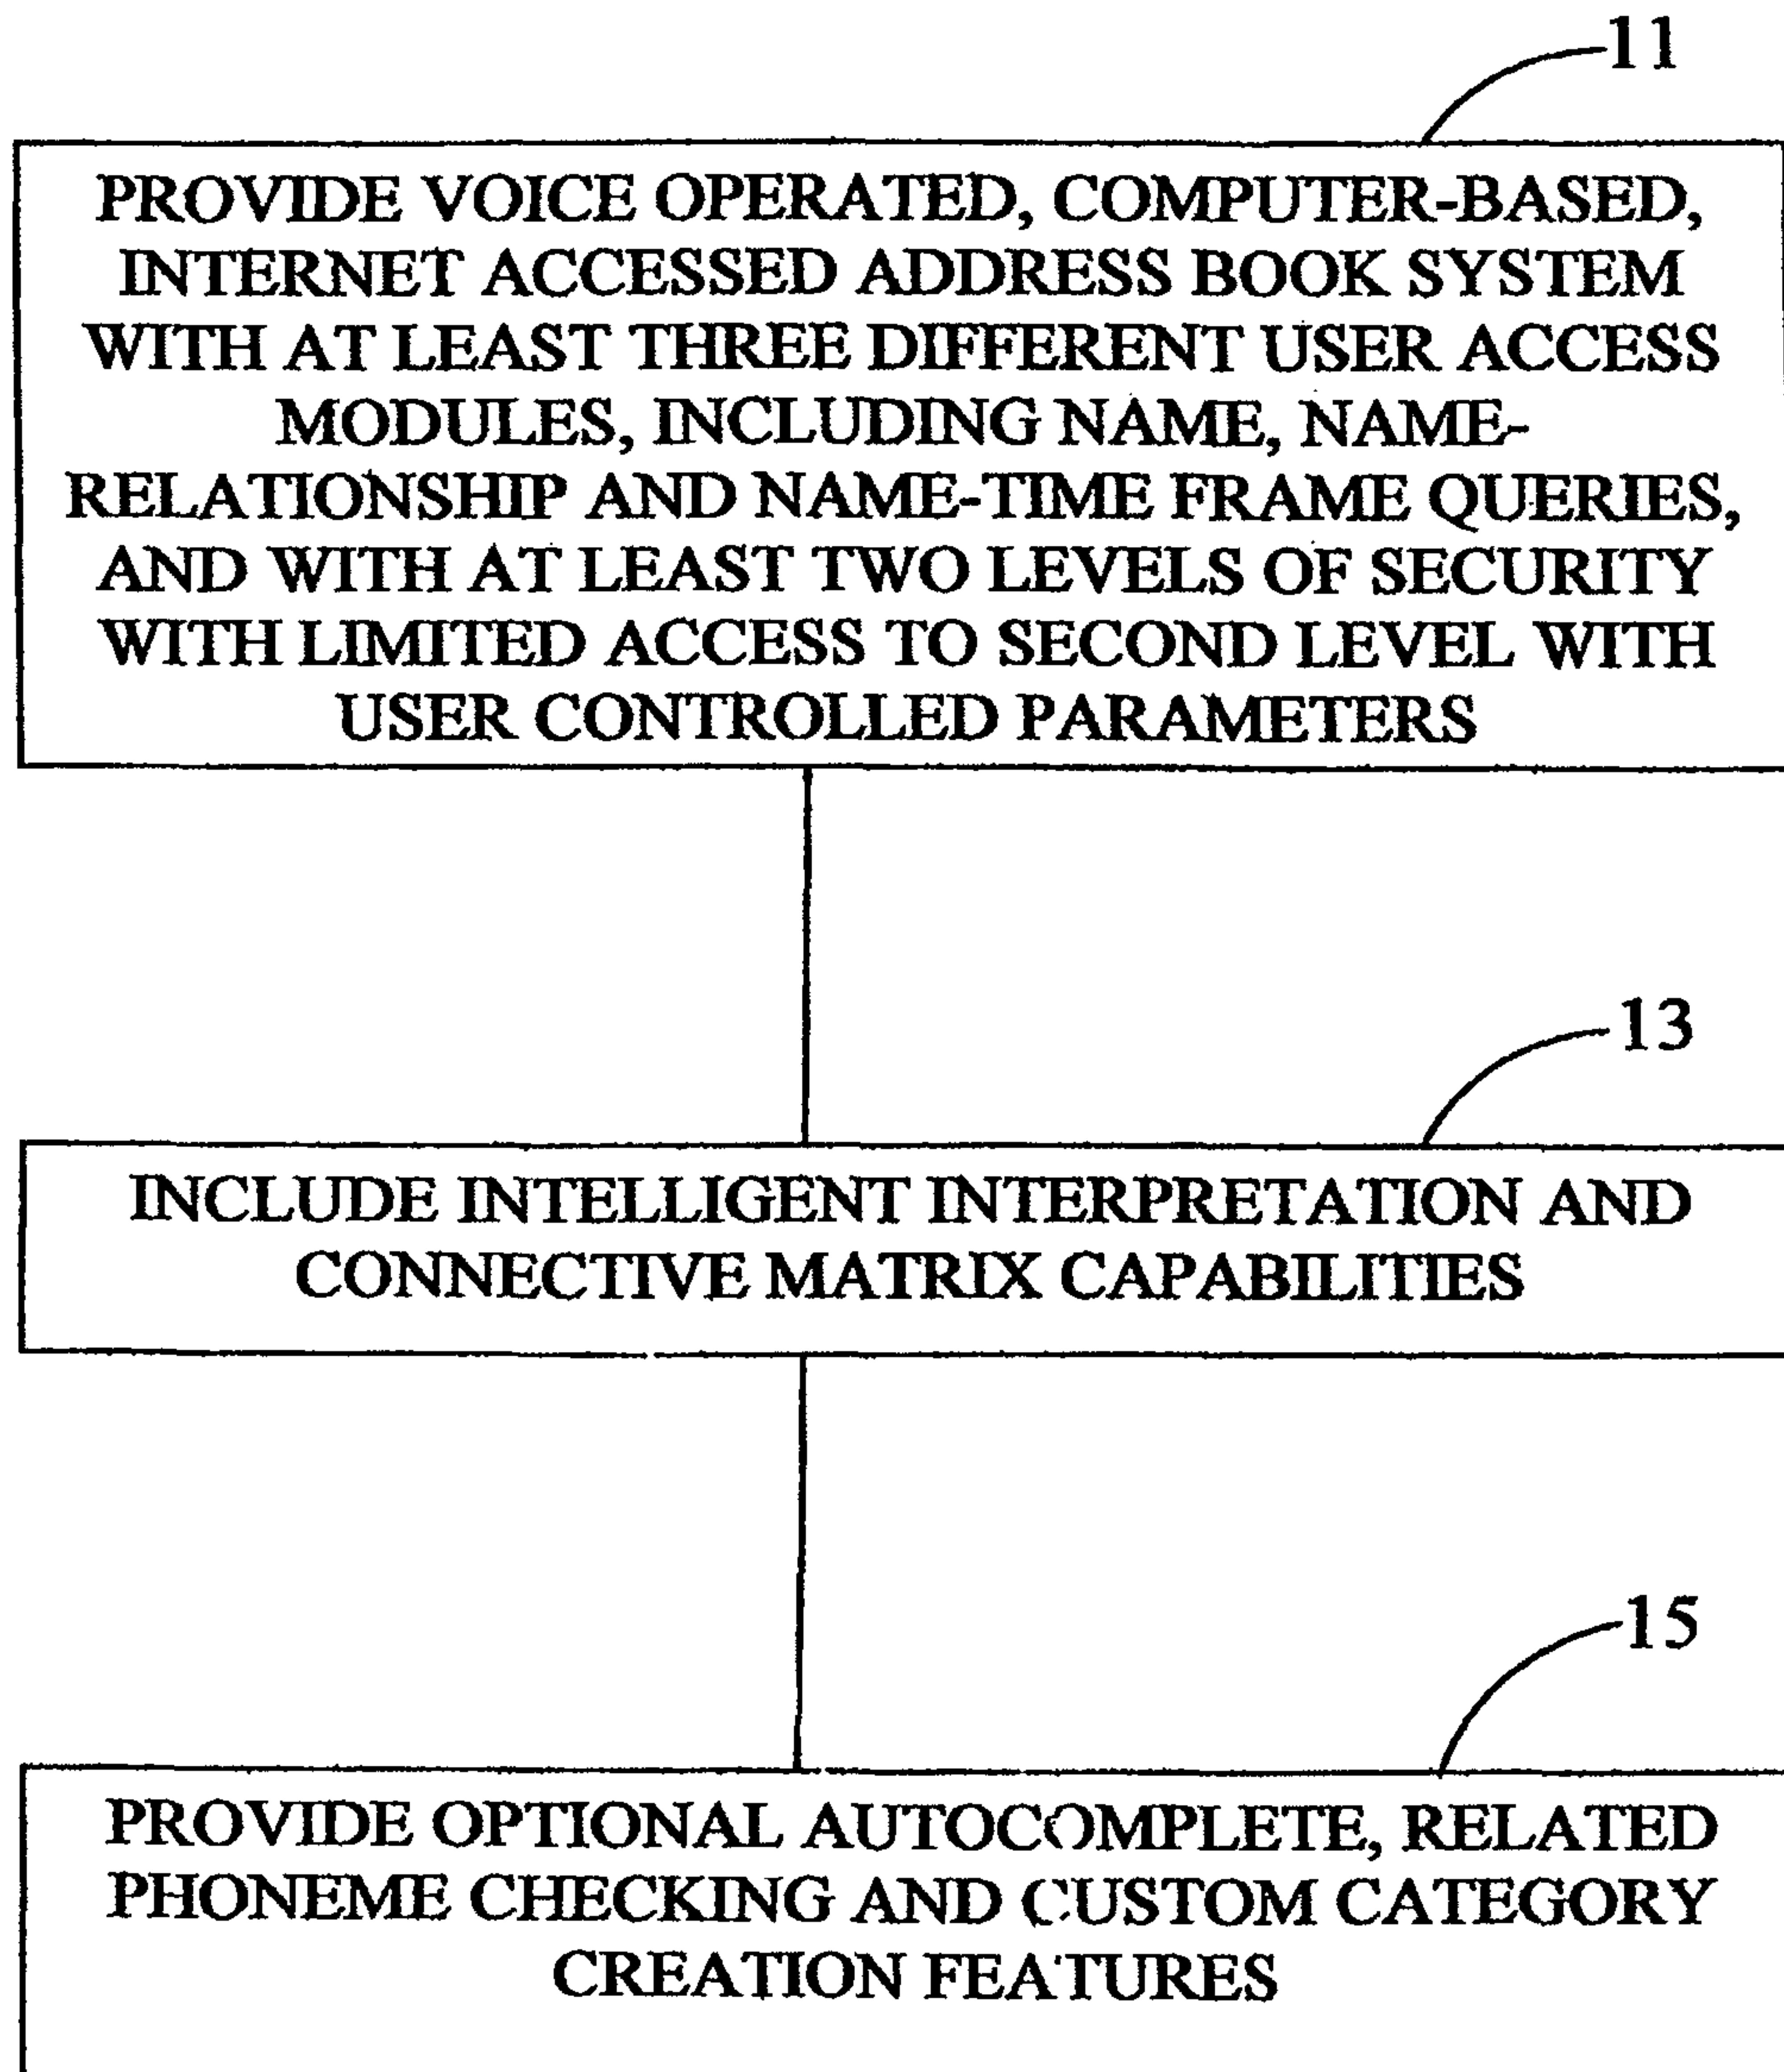 11
PROVIDE VOICE OPERATED, COMPUTER-BASED,
INTERNET ACCESSED ADDRESS BOOK SYSTEM
WITH AT LEAST THREE DIFFERENT USER ACCESS
MODULES, INCLUDING NAME, NAME-
RELATIONSHIP AND NAME-TIME FRAME QUERIES,
AND WITH AT LEAST TWO LEVELS OF SECURITY
WITH LIMITED ACCESS TO SECOND LEVEL WITH
USER CONTROLLED PARAMETERS
13
INCLUDE INTELLIGENT INTERPRETATION AND
CONNECTIVE MATRIX CAPABILITIES
15
PROVIDE OPTIONAL AUTOCOMPLETE, RELATED
PHONEME CHECKING AND CUSTOM CATEGORY
CREATION FEATURES